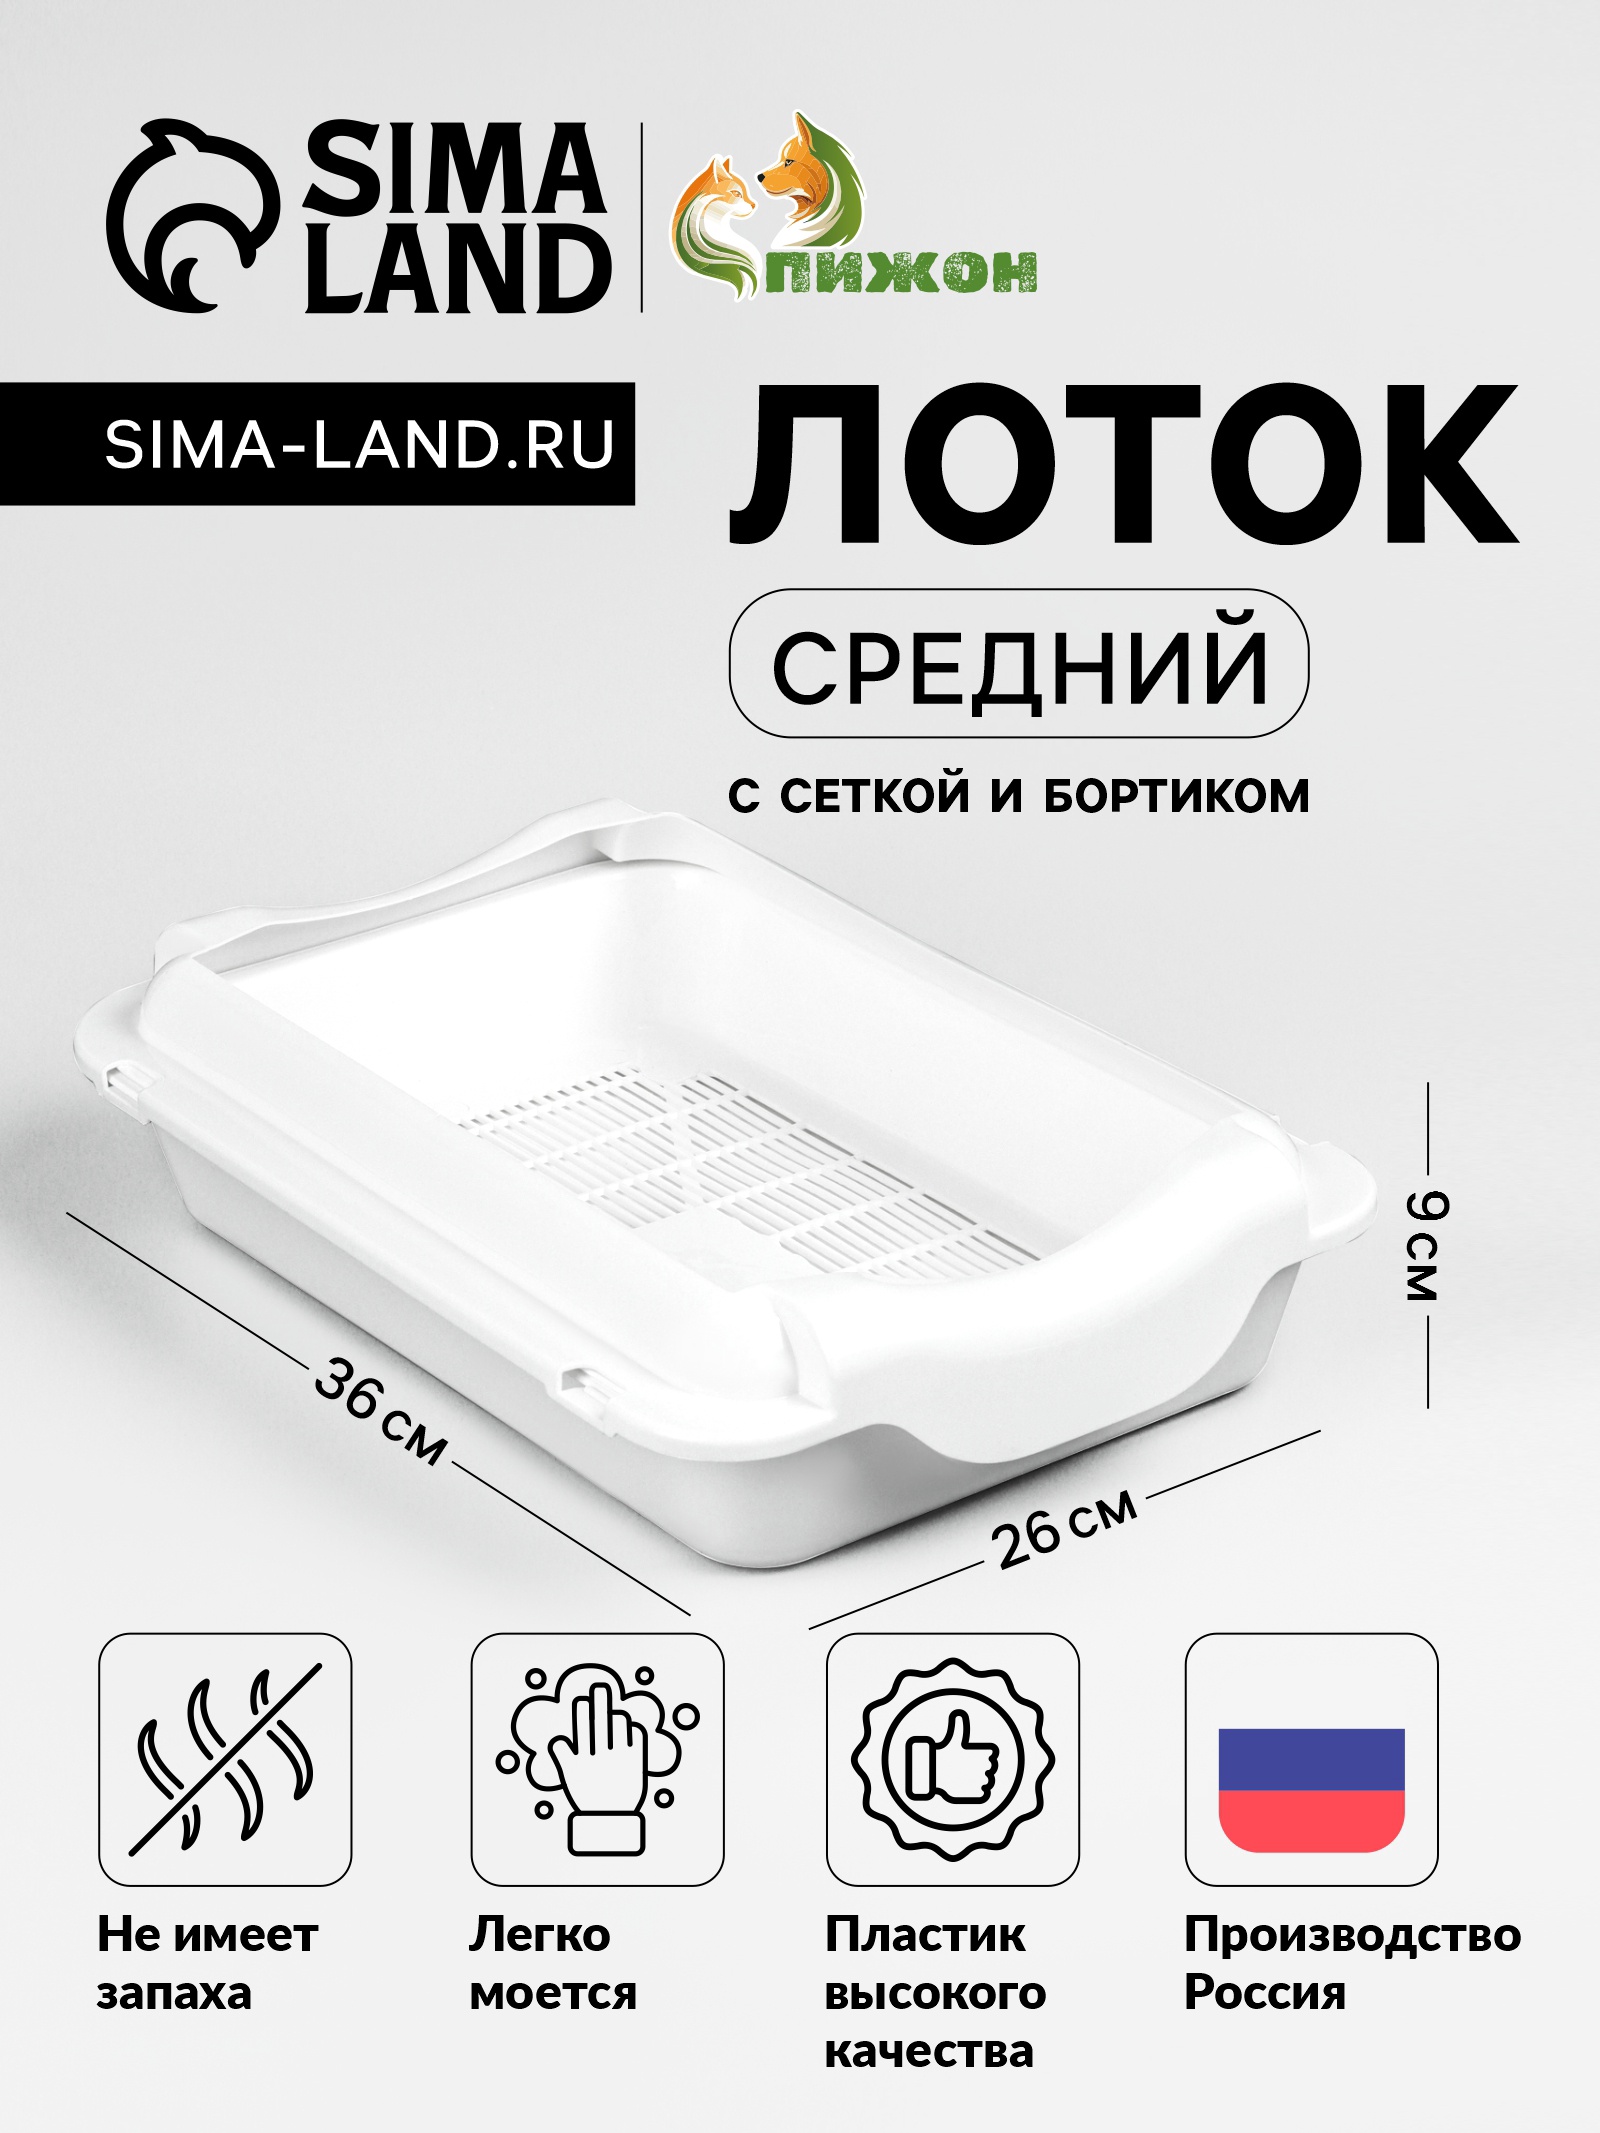 SIMA
LAND
ПИЖОН
SIMA-LAND.RU
ЛОТОК
СРЕДНИЙ
С СЕТКОЙ И БОРТИКОМ
9 см
36 см
26 см
Не имеет
запаха
Легко
моется
Пластик
высокого
качества
Производство
Россия